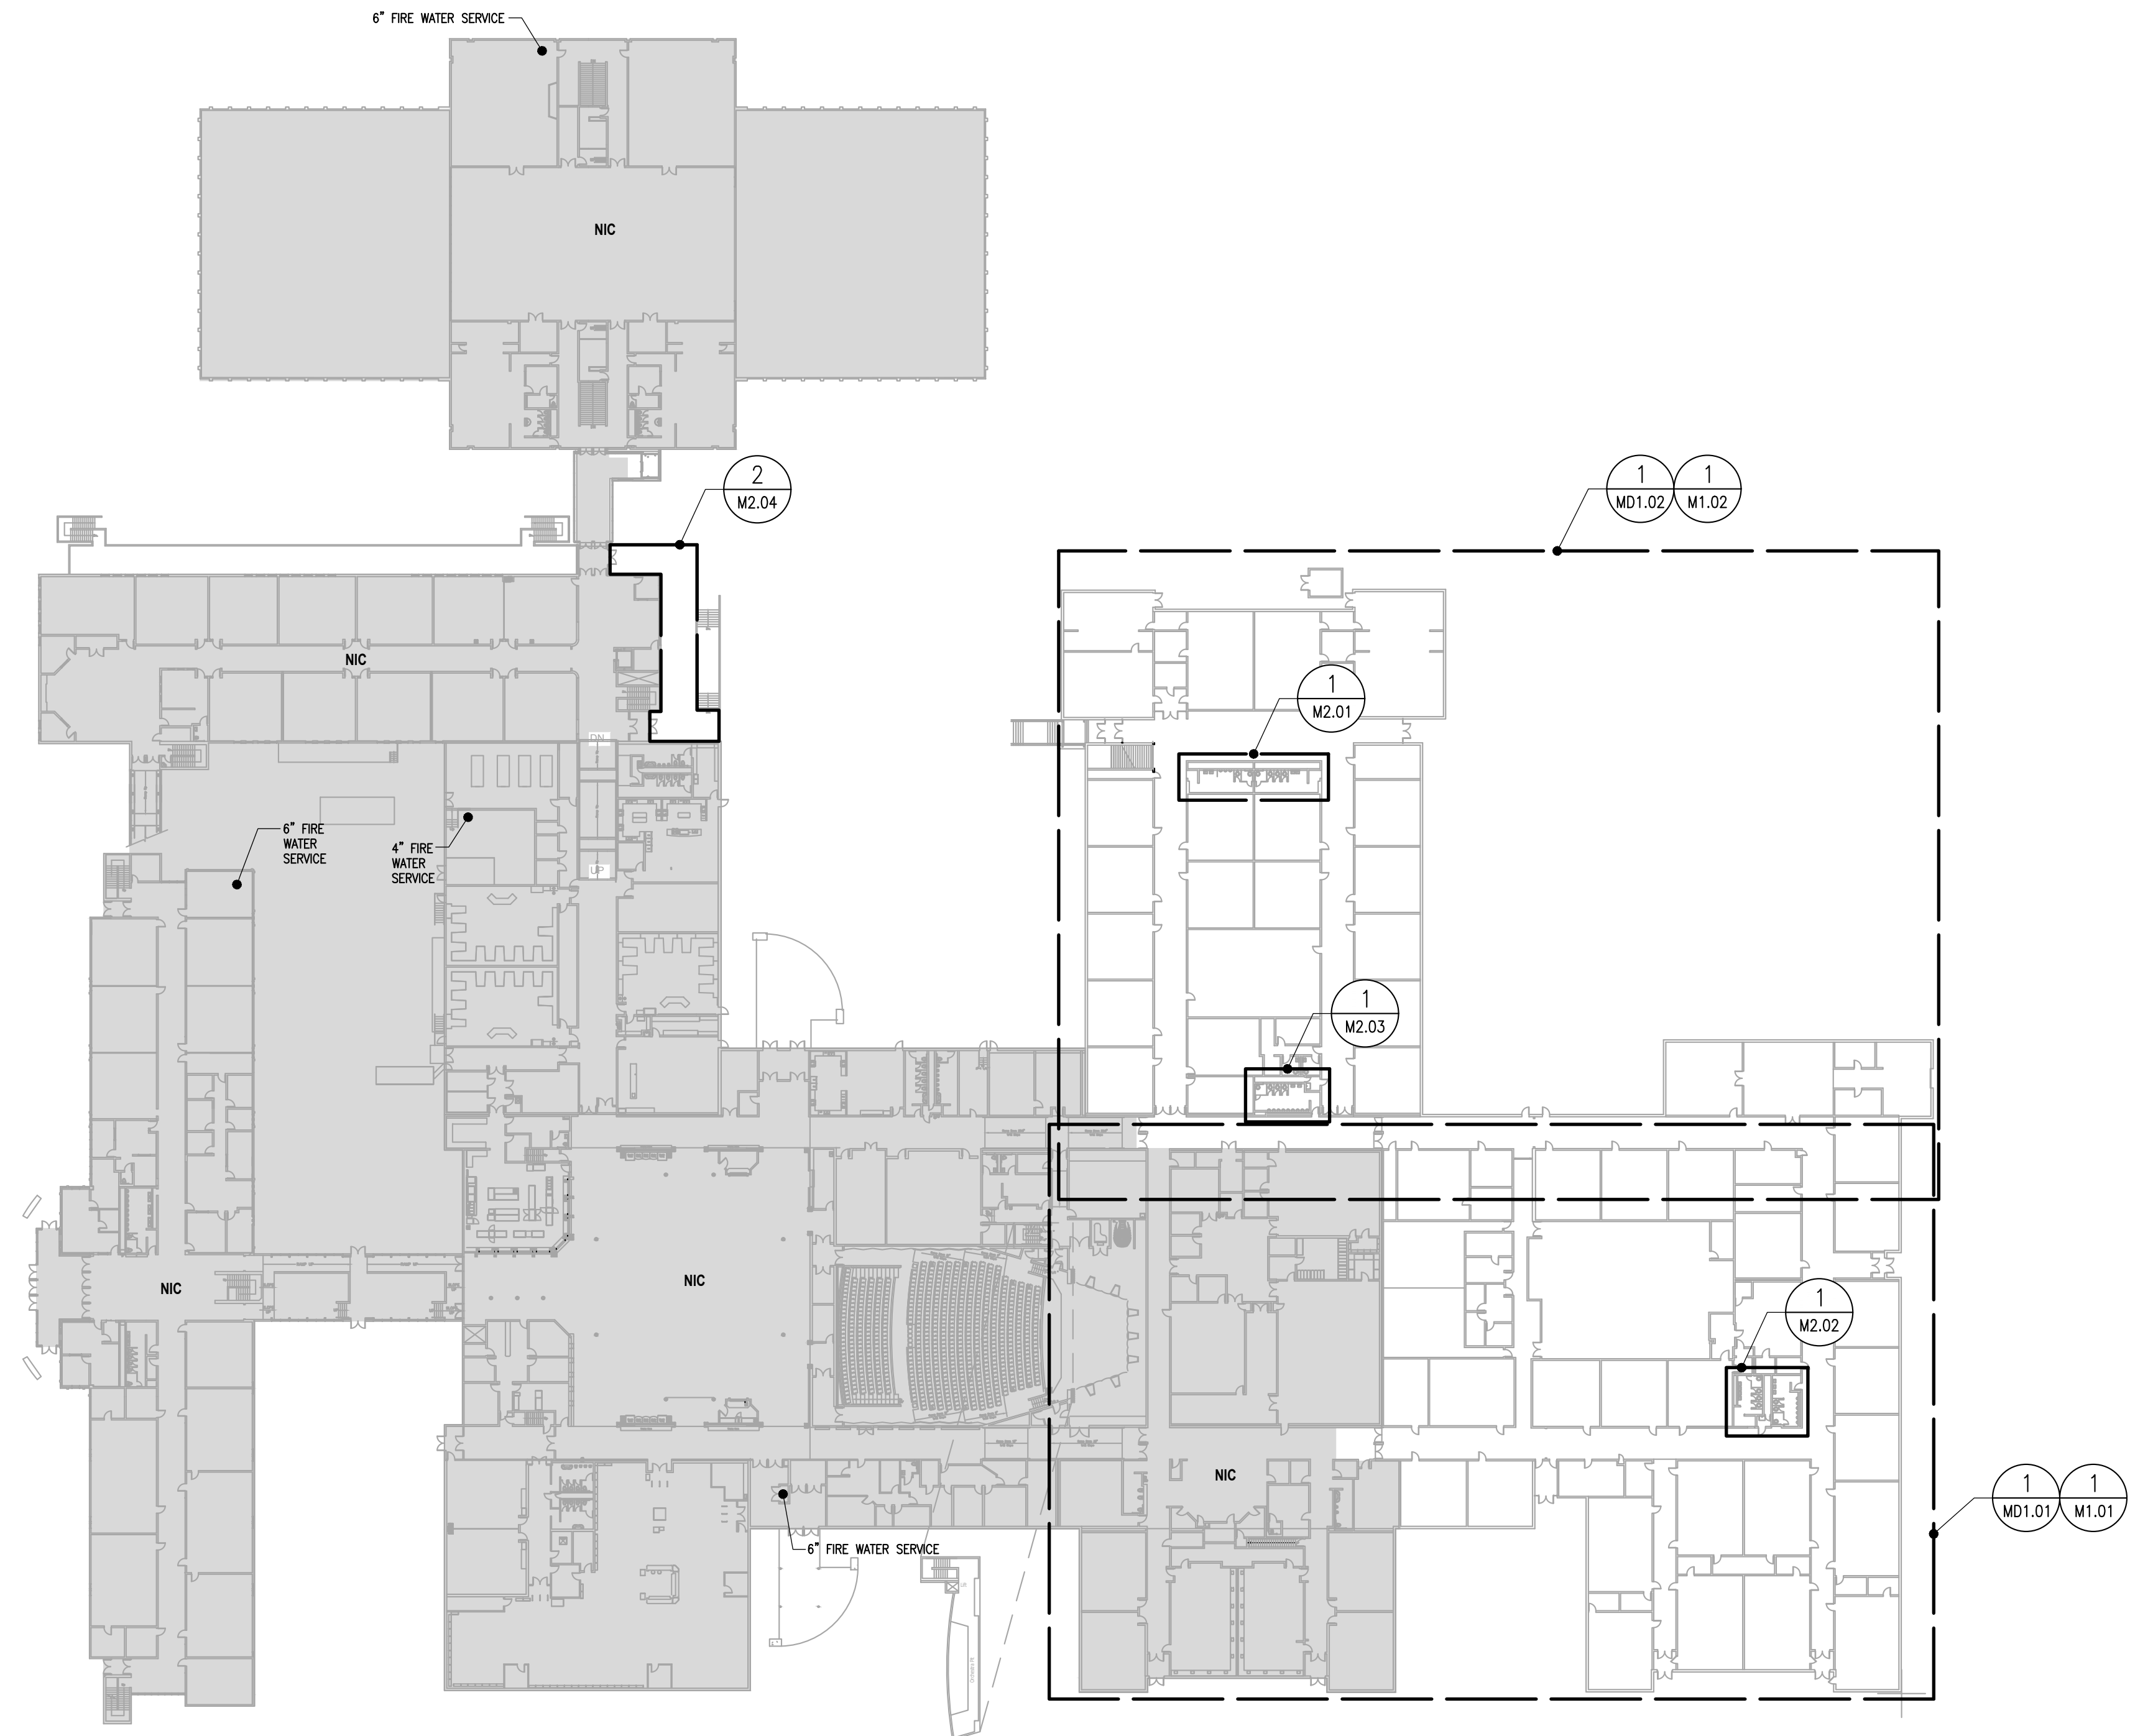 6" FIRE WATER SERVICE
NIC
2
M2.04
1
MD1.02
1
M1.02
NIC
1
M2.01
DN
6" FIRE
WATER
SERVICE
4" FIRE
WATER
SERVICE
UP
1
M2.03
NIC
NIC
1
M2.02
NIC
1
MD1.01
1
M1.01
6" FIRE WATER SERVICE